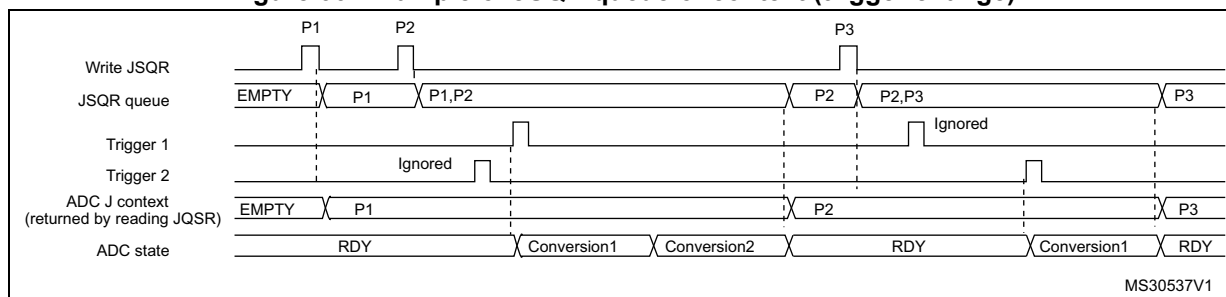 P1 P2 P3
Write JSQR
JSQR queue EMPTY P1 P1,P2 P2 P2,P3 P3
Trigger 1 Ignored
Trigger 2 Ignored
ADC J context
(returned by reading JQSR) EMPTY P1 P2 P3
ADC state RDY Conversion1 Conversion2 RDY Conversion1 RDY
MS30537V1